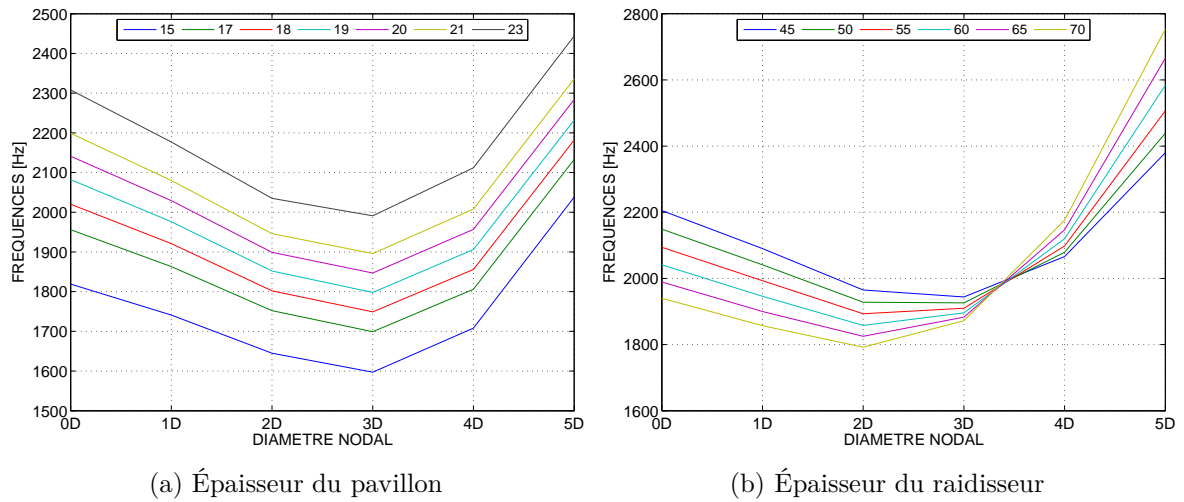 2500
2400
2300
2200
2100
2000
1900
1800
1700
1600
1500
FREQUENCES [Hz]
15 17 18 19 20 21 23
0D 1D 2D 3D 4D 5D
DIAMETRE NODAL
(a) Épaisseur du pavillon
2800
2600
2400
2200
2000
1800
1600
FREQUENCES [Hz]
45 50 55 60 65 70
0D 1D 2D 3D 4D 5D
DIAMETRE NODAL
(b) Épaisseur du raidisseur